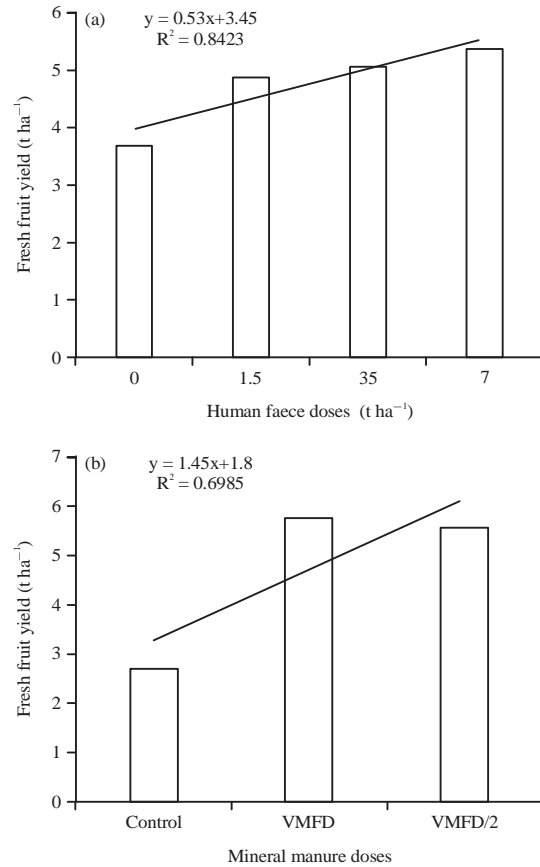 (a)
y = 0.53x+3.45
R² = 0.8423
6
5
4
3
2
1
0
Fresh fruit yield (t ha⁻¹)
0 1.5 35 7
Human faece doses (t ha⁻¹)
(b)
y = 1.45x+1.8
R² = 0.6985
7
6
5
4
3
2
1
0
Fresh fruit yield (t ha⁻¹)
Control VMFD VMFD/2
Mineral manure doses